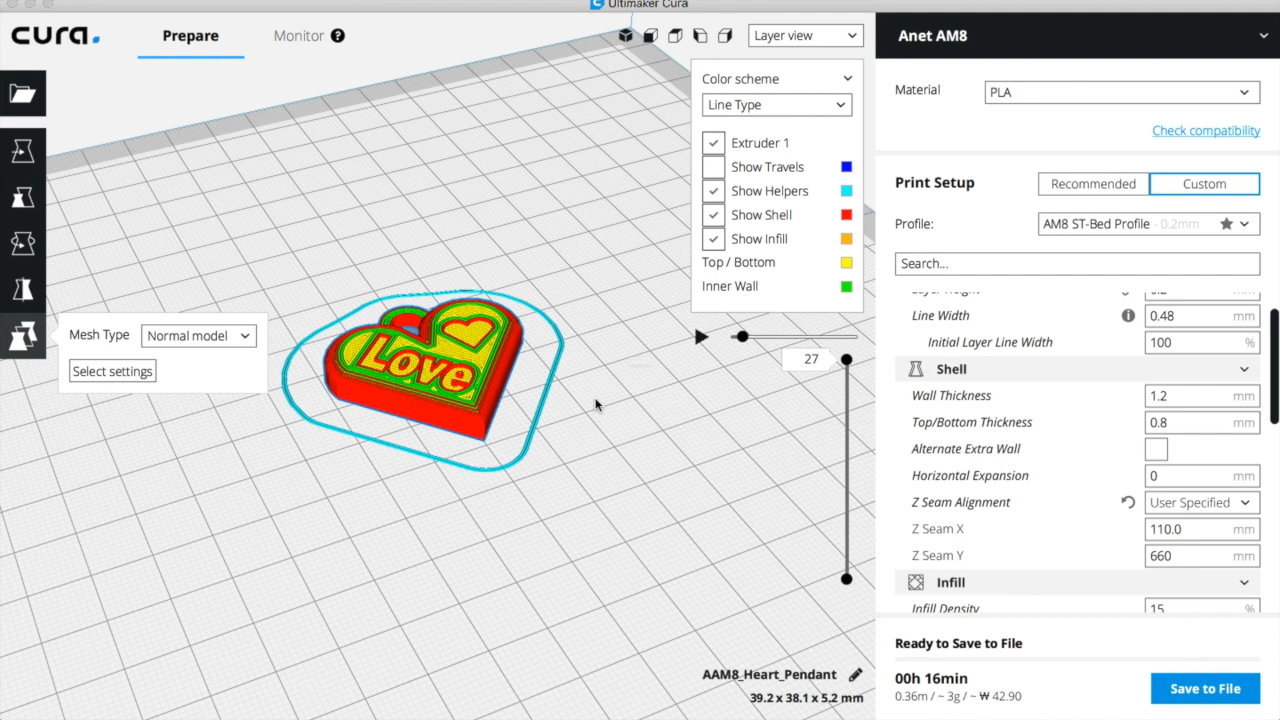 Ultimaker Cura
cura.
Prepare
Monitor ?
Layer view
Anet AM8
Material
PLA
Check compatibility
Color scheme
Line Type
Extruder 1
Show Travels
Show Helpers
Show Shell
Show Infill
Top / Bottom
Inner Wall
27
Print Setup
Recommended
Custom
Profile:
AM8 ST-Bed Profile - 0.2mm
Search...
Layer Height
0.2 mm
Line Width
i
0.48 mm
Initial Layer Line Width
100 %
Shell
Wall Thickness
1.2 mm
Top/Bottom Thickness
0.8 mm
Alternate Extra Wall
Horizontal Expansion
0 mm
Z Seam Alignment
User Specified
Z Seam X
110.0 mm
Z Seam Y
660 mm
Infill
Infill Density
15 %
Mesh Type
Normal model
Select settings
Love
AAM8_Heart_Pendant
39.2 x 38.1 x 5.2 mm
Ready to Save to File
00h 16min
0.36m / ~ 3g / ~ ₩ 42.90
Save to File